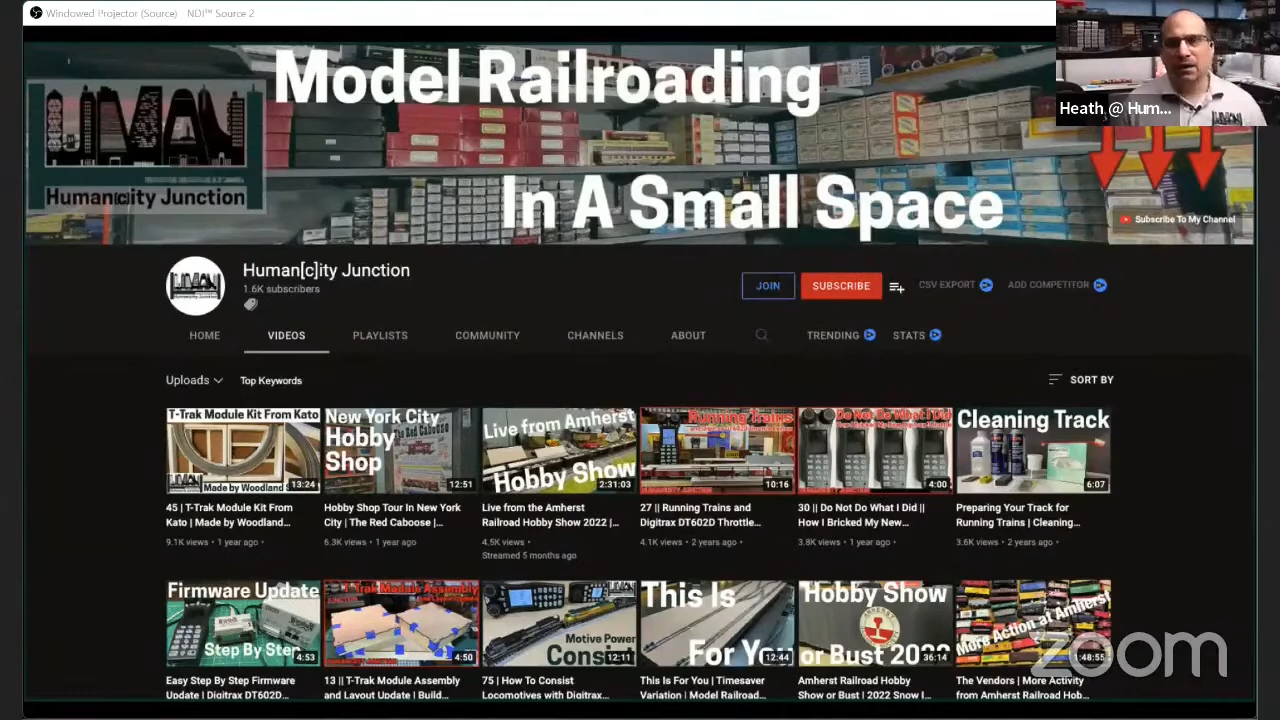 Windowed Projector (Source) - NDI™ Source 2
Model Railroading
In A Small Space
Human[c]ity Junction
Heath @ Hum...
Subscribe To My Channel
Human[c]ity Junction
1.6K subscribers
JOIN
SUBSCRIBE
CSV EXPORT
ADD COMPETITOR
HOME
VIDEOS
PLAYLISTS
COMMUNITY
CHANNELS
ABOUT
TRENDING
STATS
Uploads
Top Keywords
SORT BY
T-Trak Module Kit From Kato
Made by Woodland S
13:24
New York City
Hobby
Shop
The Red Caboose
12:51
Live from Amherst
Hobby Show
2:31:03
Running Trains
10:16
Do Not Do What I Did
4:00
Cleaning Track
6:07
45 | T-Trak Module Kit From
Kato | Made by Woodland...
9.1K views • 1 year ago •
Hobby Shop Tour In New York
City | The Red Caboose |...
6.3K views • 1 year ago
Live from the Amherst
Railroad Hobby Show 2022 |...
4.5K views •
Streamed 5 months ago
27 || Running Trains and
Digitrax DT602D Throttle...
4.1K views • 2 years ago •
30 || Do Not Do What I Did ||
How I Bricked My New...
3.8K views • 1 year ago •
Preparing Your Track for
Running Trains | Cleaning...
3.6K views • 2 years ago •
Firmware Update
Step By Step
4:53
T-Trak Module Assembly
4:50
Motive Power
Consist
12:11
This Is
For You
12:44
Hobby Show
or Bust 2022
36:14
More Action at Amherst
1:48:55
zoom
Easy Step By Step Firmware
Update | Digitrax DT602D...
13 || T-Trak Module Assembly
and Layout Update | Build...
75 | How To Consist
Locomotives with Digitrax...
This Is For You | Timesaver
Variation | Model Railroad...
Amherst Railroad Hobby
Show or Bust | 2022 Snow I...
The Vendors | More Activity
from Amherst Railroad Hob...